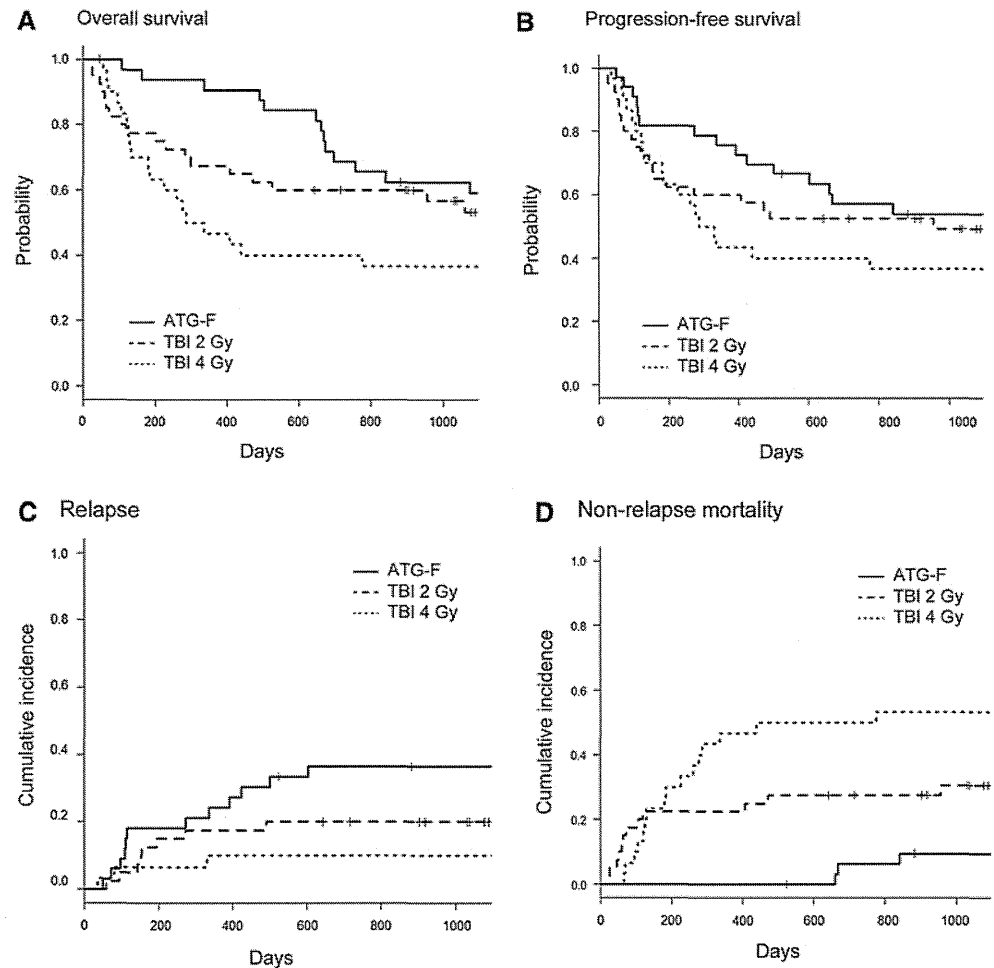 A Overall survival
1.0
0.8
0.6
0.4
0.2
0.0
Probability
ATG-F
TBI 2 Gy
TBI 4 Gy
0 200 400 600 800 1000
Days
B Progression-free survival
1.0
0.8
0.6
0.4
0.2
0.0
Probability
ATG-F
TBI 2 Gy
TBI 4 Gy
0 200 400 600 800 1000
Days
C Relapse
1.0
0.8
0.6
0.4
0.2
0.0
Cumulative incidence
ATG-F
TBI 2 Gy
TBI 4 Gy
0 200 400 600 800 1000
Days
D Non-relapse mortality
1.0
0.8
0.6
0.4
0.2
0.0
Cumulative incidence
ATG-F
TBI 2 Gy
TBI 4 Gy
0 200 400 600 800 1000
Days